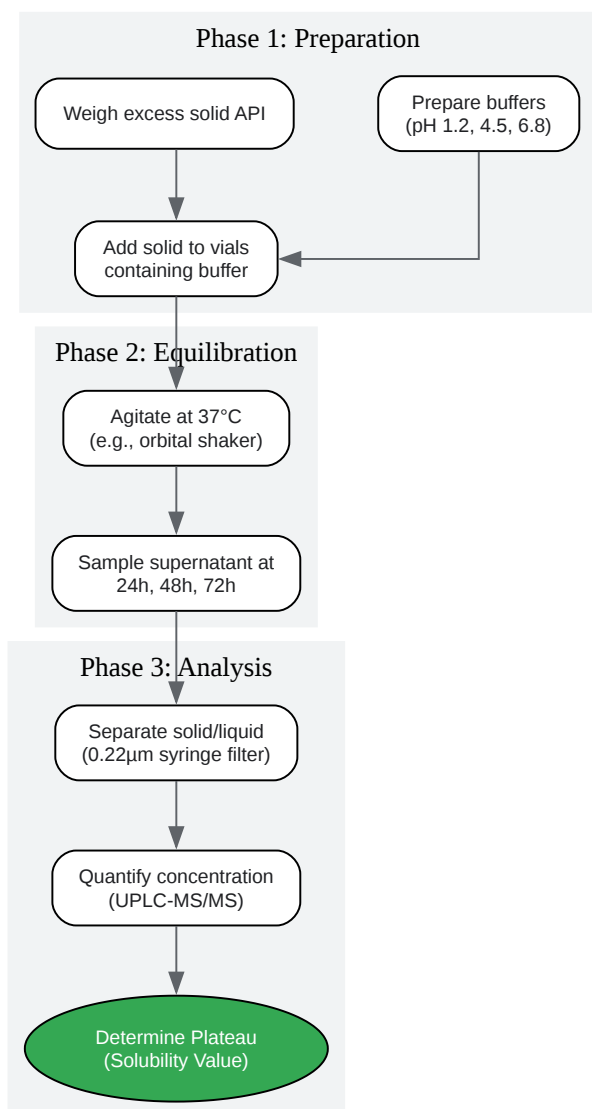 Phase 1: Preparation
Weigh excess solid API
Prepare buffers
(pH 1.2, 4.5, 6.8)
Add solid to vials
containing buffer
Phase 2: Equilibration
Agitate at 37°C
(e.g., orbital shaker)
Sample supernatant at
24h, 48h, 72h
Phase 3: Analysis
Separate solid/liquid
(0.22µm syringe filter)
Quantify concentration
(UPLC-MS/MS)
Determine Plateau
(Solubility Value)